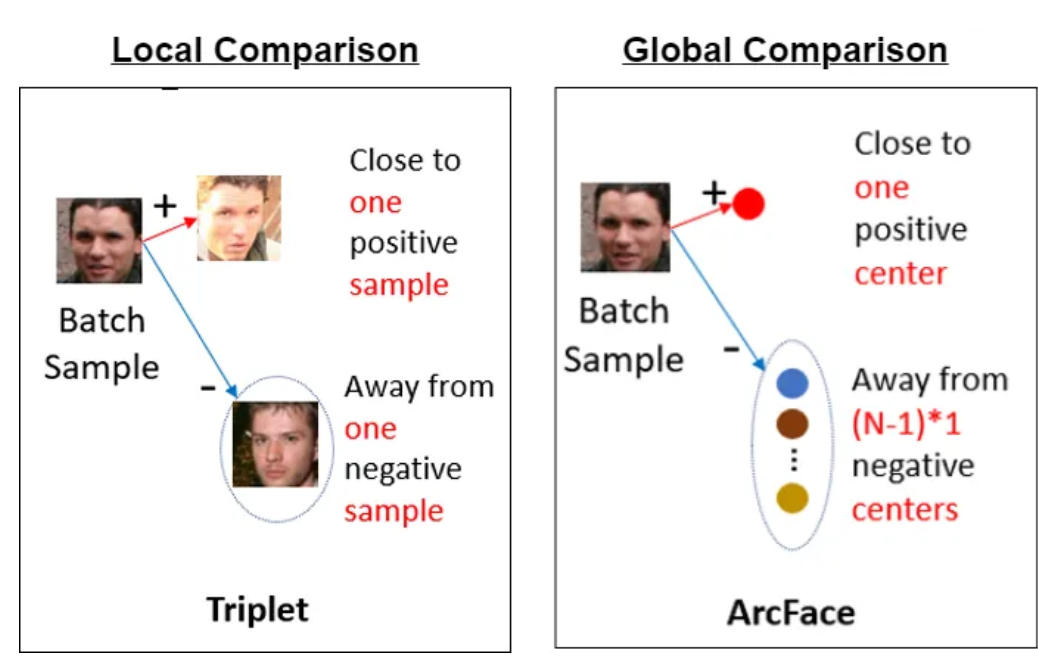 Local Comparison
+
Close to
one
positive
sample
Batch
Sample
-
Away from
one
negative
sample
Triplet
Global Comparison
+
Close to
one
positive
center
Batch
Sample
-
Away from
(N-1)*1
negative
centers
ArcFace